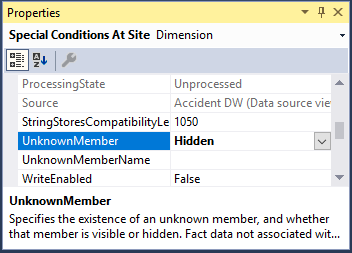 Properties
Special Conditions At Site Dimension
ProcessingState Unprocessed
Source Accident DW (Data source vie
StringStoresCompatibilityLe 1050
UnknownMember Hidden
UnknownMemberName
WriteEnabled False
UnknownMember
Specifies the existence of an unknown member, and whether
that member is visible or hidden. Fact data not associated wit...